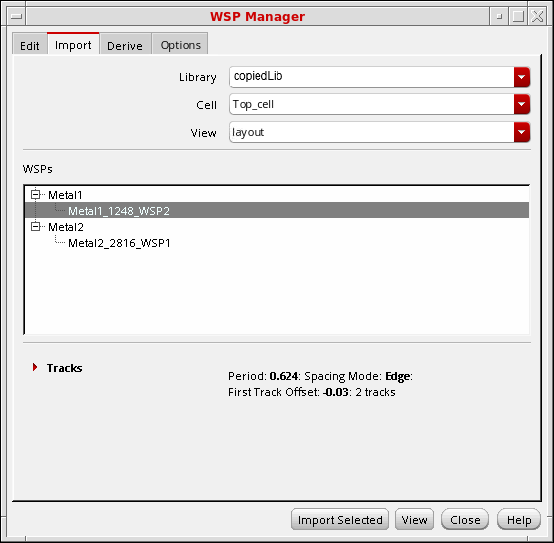 WSP Manager
Edit Import Derive Options
Library copiedLib
Cell Top_cell
View layout
WSPs
Metal1
Metal1_1248_WSP2
Metal2
Metal2_2816_WSP1
Tracks
Period: 0.624: Spacing Mode: Edge:
First Track Offset: -0.03: 2 tracks
Import Selected View Close Help